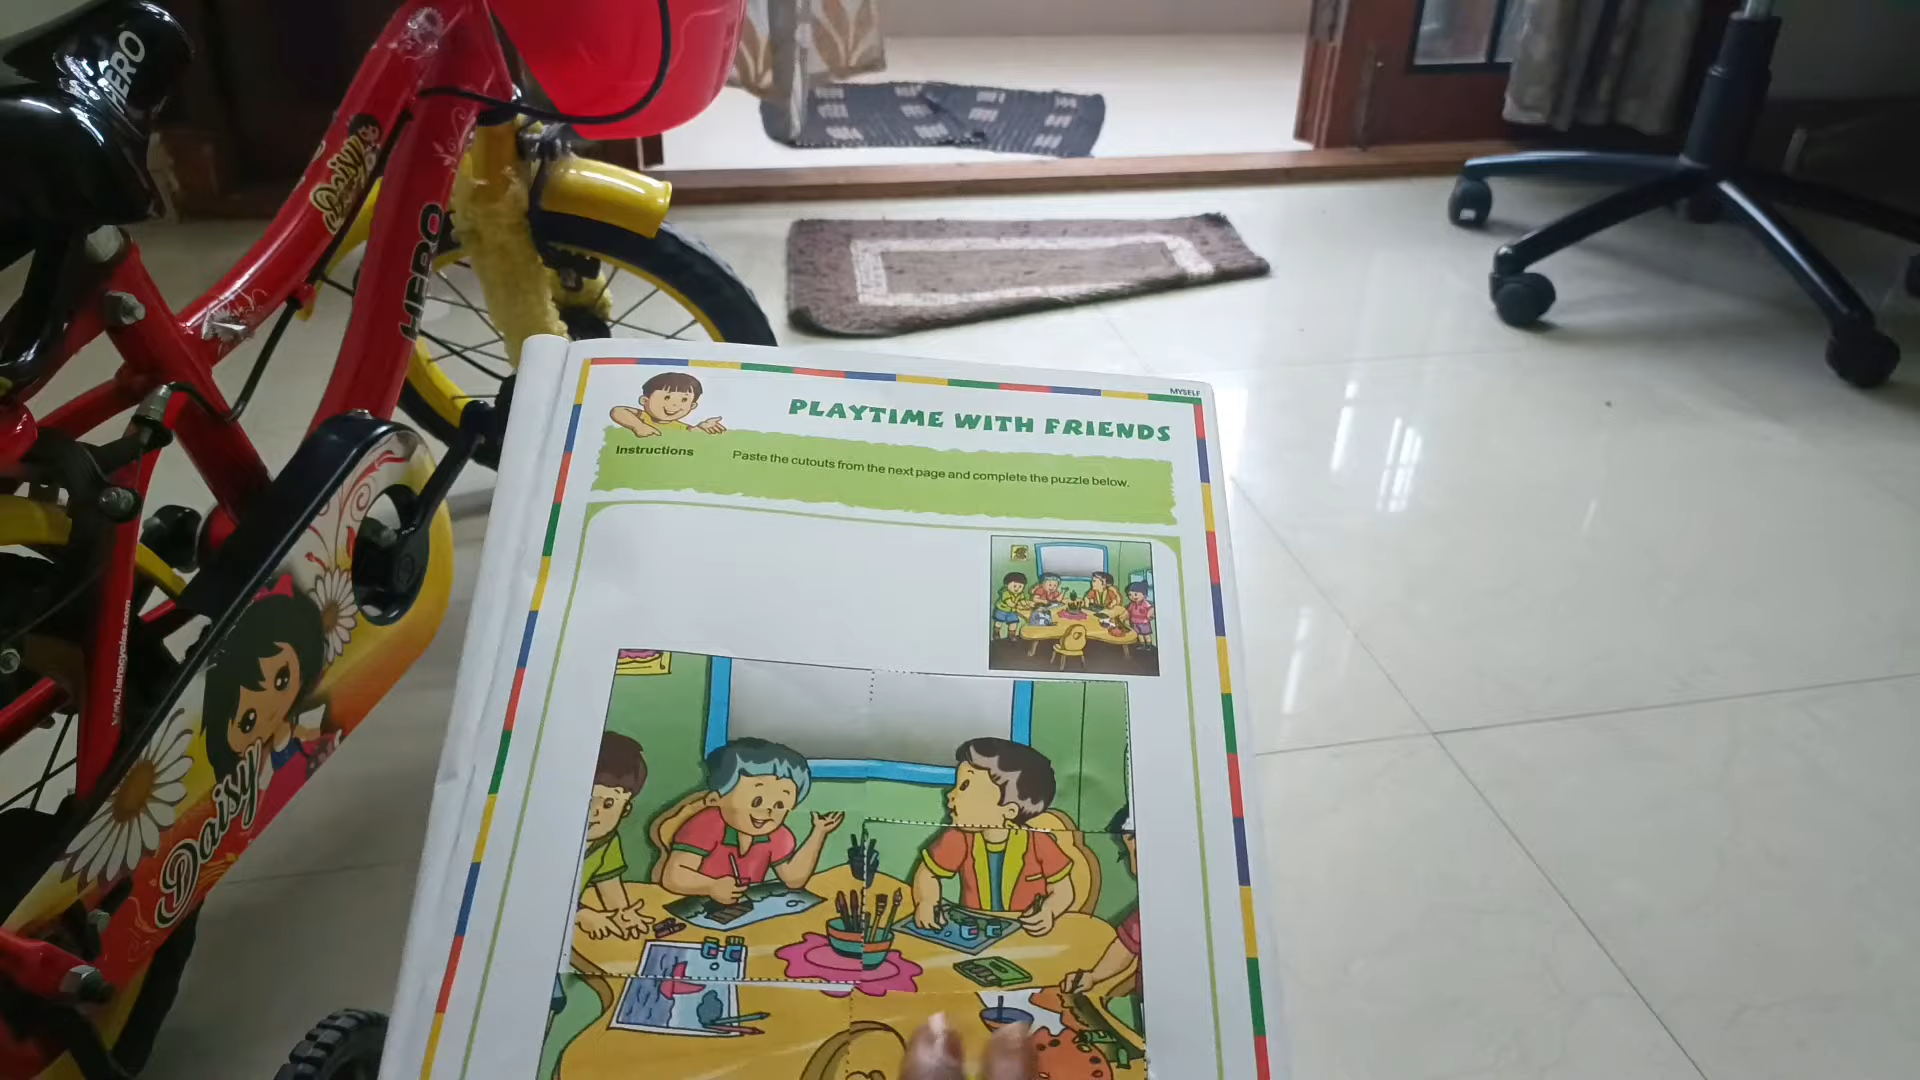 HERO
Daisy
HERO
MYSELF
PLAYTIME WITH FRIENDS
Instructions Paste the cutouts from the next page and complete the puzzle below.
www.herocycles.com
Daisy